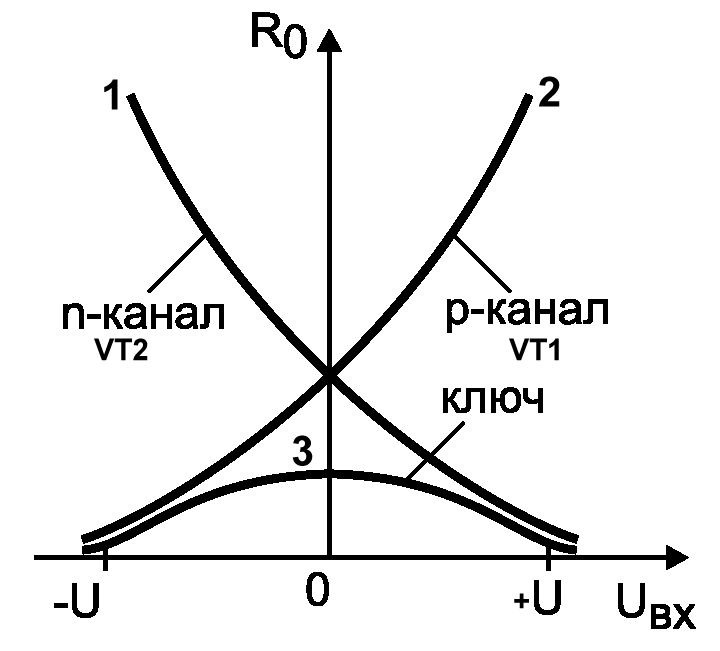 R0
1
2
n-канал
VT2
р-канал
VT1
ключ
3
-U
0
+U
Uвх